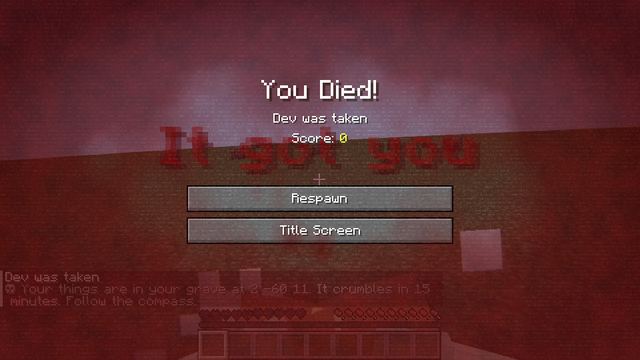 You Died!
Dev was taken
Score: 0
It got you
Respawn
Title Screen
Dev was taken
☠ Your things are in your grave at 2 -60 11. It crumbles in 15
minutes. Follow the compass.